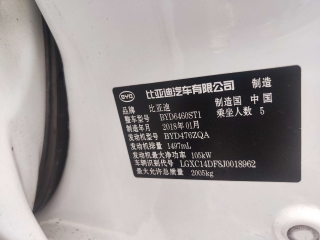 BYD
比亚迪汽车有限公司 制造
品牌 比亚迪 制造国 中国
整车型号 BYD6460ST1 乘坐人数 5
制造年月 2018年01月
发动机型号 BYD476ZQA
发动机排量 1497mL
发动机最大净功率 105kW
车辆识别代号 LGXC14DF8J0018962
最大允许总质量 2005kg